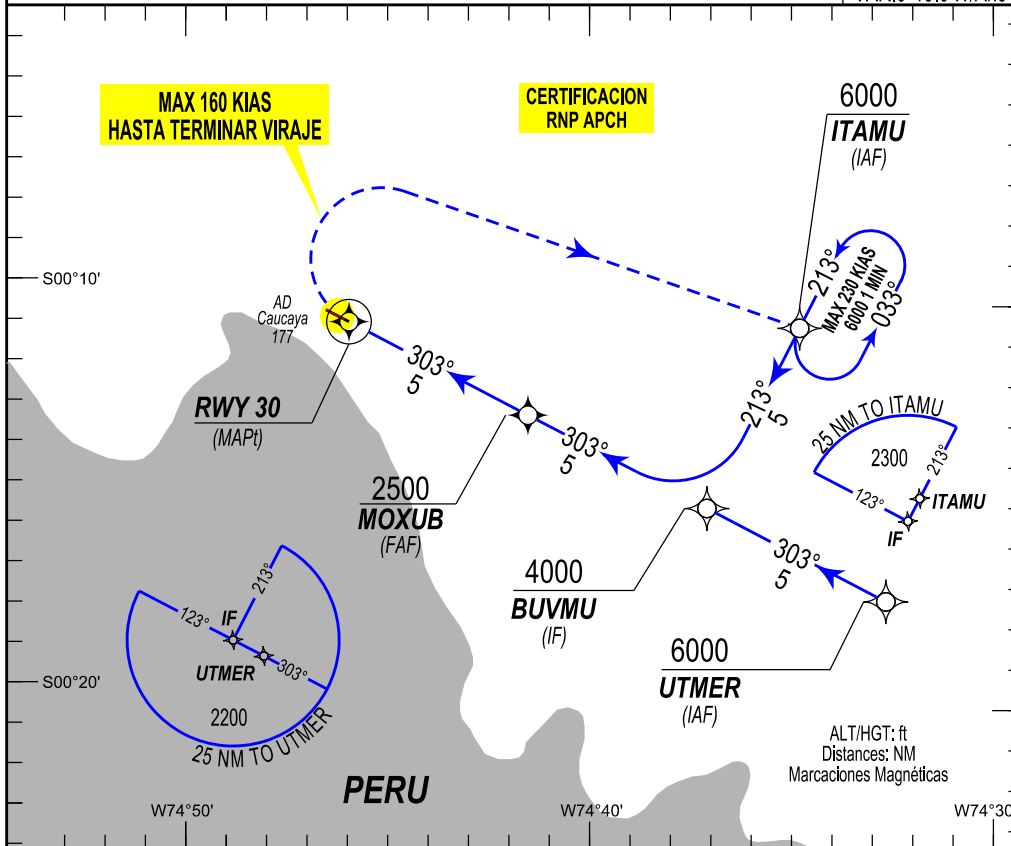 MAX 160 KIAS
HASTA TERMINAR VIRAJE
CERTIFICACION
RNP APCH
6000
ITAMU
(IAF)
213°
MAX 230 KIAS
6000 1 MIN
033°
S00°10'
AD
Caucaya
177
303°
5
213°
5
RWY 30
(MAPt)
303°
5
25 NM TO ITAMU
2300
213°
123°
ITAMU
IF
2500
MOXUB
(FAF)
4000
BUVMU
(IF)
303°
5
213°
123°
IF
UTMER
303°
2200
25 NM TO UTMER
6000
UTMER
(IAF)
S00°20'
ALT/HGT: ft
Distances: NM
Marcaciones Magnéticas
PERU
W74°50'
W74°40'
W74°30'